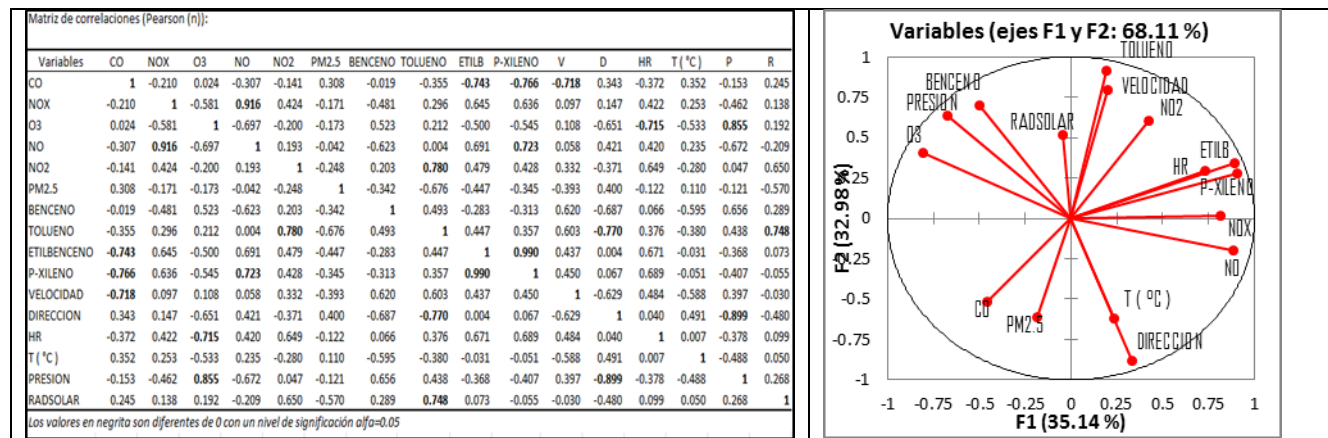 Matriz de correlaciones (Pearson (n)):
Variables CO NOX O3 NO NO2 PM2.5 BENCENO TOLUENO ETILB P-XILENO V D HR T ( °C) P R
CO 1 -0.210 0.024 -0.307 -0.141 0.308 -0.019 -0.355 -0.743 -0.766 -0.718 0.343 -0.372 0.352 -0.153 0.245
NOX -0.210 1 -0.581 0.916 0.424 -0.171 -0.481 0.296 0.645 0.636 0.097 0.147 0.422 0.253 -0.462 0.138
O3 0.024 -0.581 1 -0.697 -0.200 -0.173 0.523 0.212 -0.500 -0.545 0.108 -0.651 -0.715 -0.533 0.855 0.192
NO -0.307 0.916 -0.697 1 0.193 -0.042 -0.623 0.004 0.691 0.723 0.058 0.421 0.420 0.235 -0.672 -0.209
NO2 -0.141 0.424 -0.200 0.193 1 -0.248 0.203 0.780 0.479 0.428 0.332 -0.371 0.649 -0.280 0.047 0.650
PM2.5 0.308 -0.171 -0.173 -0.042 -0.248 1 -0.342 -0.676 -0.447 -0.345 -0.393 0.400 -0.122 0.110 -0.121 -0.570
BENCENO -0.019 -0.481 0.523 -0.623 0.203 -0.342 1 0.493 -0.283 -0.313 0.620 -0.687 0.066 -0.595 0.656 0.289
TOLUENO -0.355 0.296 0.212 0.004 0.780 -0.676 0.493 1 0.447 0.357 0.603 -0.770 0.376 -0.380 0.438 0.748
ETILBENCENO -0.743 0.645 -0.500 0.691 0.479 -0.447 -0.283 0.447 1 0.990 0.437 0.004 0.671 -0.031 -0.368 0.073
P-XILENO -0.766 0.636 -0.545 0.723 0.428 -0.345 -0.313 0.357 0.990 1 0.450 0.067 0.689 -0.051 -0.407 -0.055
VELOCIDAD -0.718 0.097 0.108 0.058 0.332 -0.393 0.620 0.603 0.437 0.450 1 -0.629 0.484 -0.588 0.397 -0.030
DIRECCION 0.343 0.147 -0.651 0.421 -0.371 0.400 -0.687 -0.770 0.004 0.067 -0.629 1 0.040 0.491 -0.899 -0.480
HR -0.372 0.422 -0.715 0.420 0.649 -0.122 0.066 0.376 0.671 0.689 0.484 0.040 1 0.007 -0.378 0.099
T ( °C) 0.352 0.253 -0.533 0.235 -0.280 0.110 -0.595 -0.380 -0.031 -0.051 -0.588 0.491 0.007 1 -0.488 0.050
PRESION -0.153 -0.462 0.855 -0.672 0.047 -0.121 0.656 0.438 -0.368 -0.407 0.397 -0.899 -0.378 -0.488 1 0.268
RADSOLAR 0.245 0.138 0.192 -0.209 0.650 -0.570 0.289 0.748 0.073 -0.055 -0.030 -0.480 0.099 0.050 0.268 1
Los valores en negrita son diferentes de 0 con un nivel de significación alfa=0.05
Variables (ejes F1 y F2: 68.11 %)
TOLUENO
BENCENO
VELOCIDAD
PRESION
NO2
RADSOLAR
O3
ETILB
HR
P-XILENO
NOX
NO
CO
PM2.5
T ( ºC)
DIRECCION
1
0.75
0.5
0.25
0
-0.25
-0.5
-0.75
-1
F2 (32.98 %)
-1 -0.75 -0.5 -0.25 0 0.25 0.5 0.75 1
F1 (35.14 %)